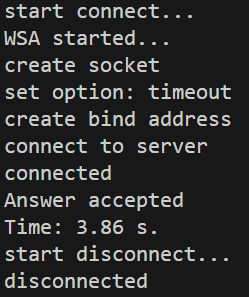 start connect...
WSA started...
create socket
set option: timeout
create bind address
connect to server
connected
Answer accepted
Time: 3.86 s.
start disconnect...
disconnected